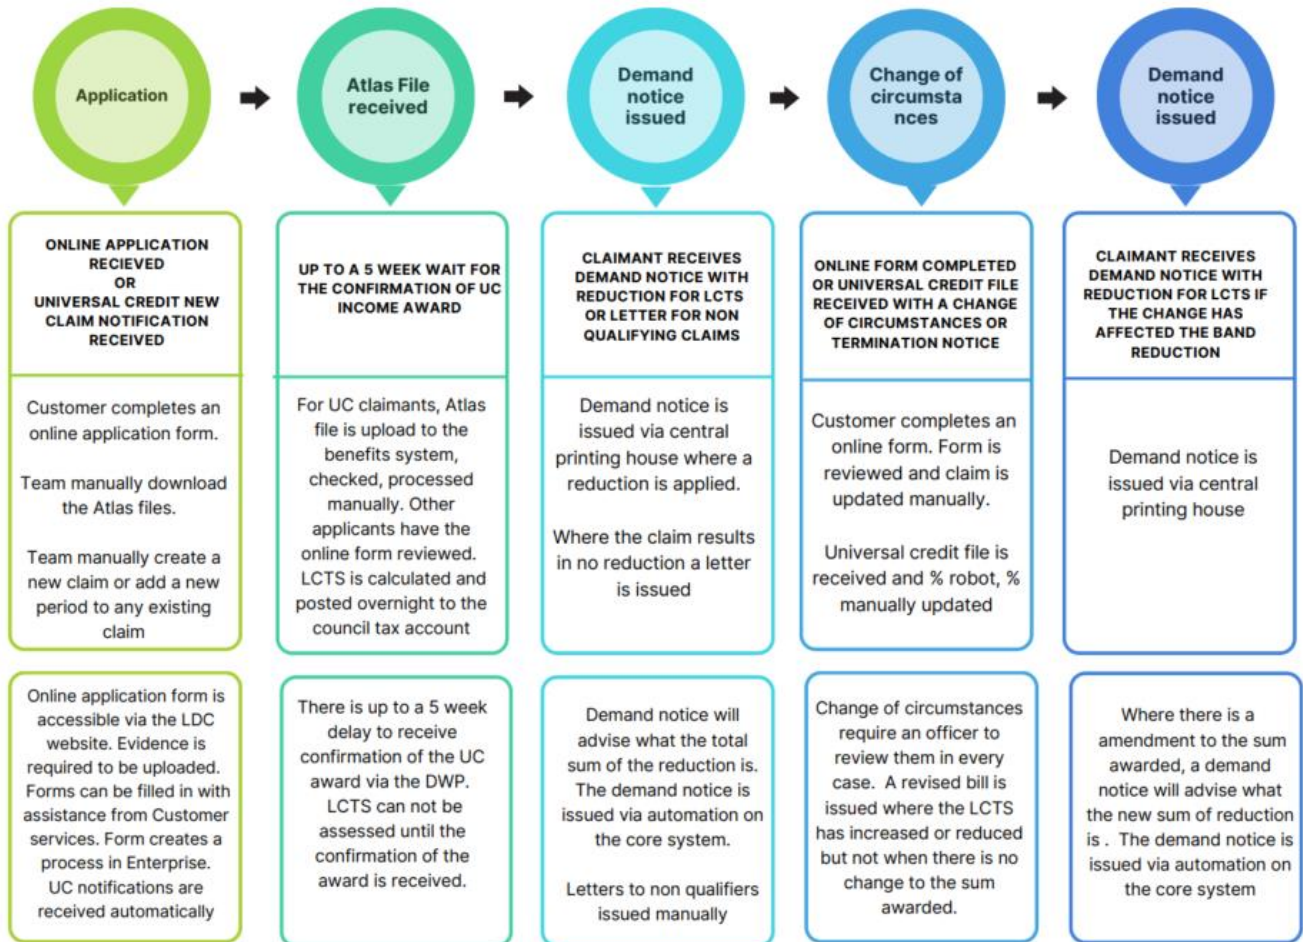 Application
Atlas File
received
Demand
notice
issued
Change of
circumsta
nces
Demand
notice
issued
ONLINE APPLICATION
RECIEVED
OR
UNIVERSAL CREDIT NEW
CLAIM NOTIFICATION
RECEIVED
UP TO A 5 WEEK WAIT FOR
THE CONFIRMATION OF UC
INCOME AWARD
CLAIMANT RECEIVES
DEMAND NOTICE WITH
REDUCTION FOR LCTS
OR LETTER FOR NON
QUALIFYING CLAIMS
ONLINE FORM COMPLETED
OR UNIVERSAL CREDIT FILE
RECEIVED WITH A CHANGE
OF CIRCUMSTANCES OR
TERMINATION NOTICE
CLAIMANT RECEIVES
DEMAND NOTICE WITH
REDUCTION FOR LCTS IF
THE CHANGE HAS
AFFECTED THE BAND
REDUCTION
Customer completes an
online application form.
Team manually download
the Atlas files.
Team manually create a
new claim or add a new
period to any existing
claim
For UC claimants, Atlas
file is upload to the
benefits system,
checked, processed
manually. Other
applicants have the
online form reviewed.
LCTS is calculated and
posted overnight to the
council tax account
Demand notice is
issued via central
printing house where a
reduction is applied.
Where the claim results
in no reduction a letter
is issued
Customer completes an
online form. Form is
reviewed and claim is
updated manually.
Universal credit file is
received and % robot, %
manually updated
Demand notice is
issued via central
printing house
Online application form is
accessible via the LDC
website. Evidence is
required to be uploaded.
Forms can be filled in with
assistance from Customer
services. Form creates a
process in Enterprise.
UC notifications are
received automatically
There is up to a 5 week
delay to receive
confirmation of the UC
award via the DWP.
LCTS can not be
assessed until the
confirmation of the
award is received.
Demand notice will
advise what the total
sum of the reduction is.
The demand notice is
issued via automation on
the core system.
Letters to non qualifiers
issued manually
Change of circumstances
require an officer to
review them in every
case. A revised bill is
issued where the LCTS
has increased or reduced
but not when there is no
change to the sum
awarded.
Where there is a
amendment to the sum
awarded, a demand
notice will advise what
the new sum of reduction
is . The demand notice is
issued via automation on
the core system